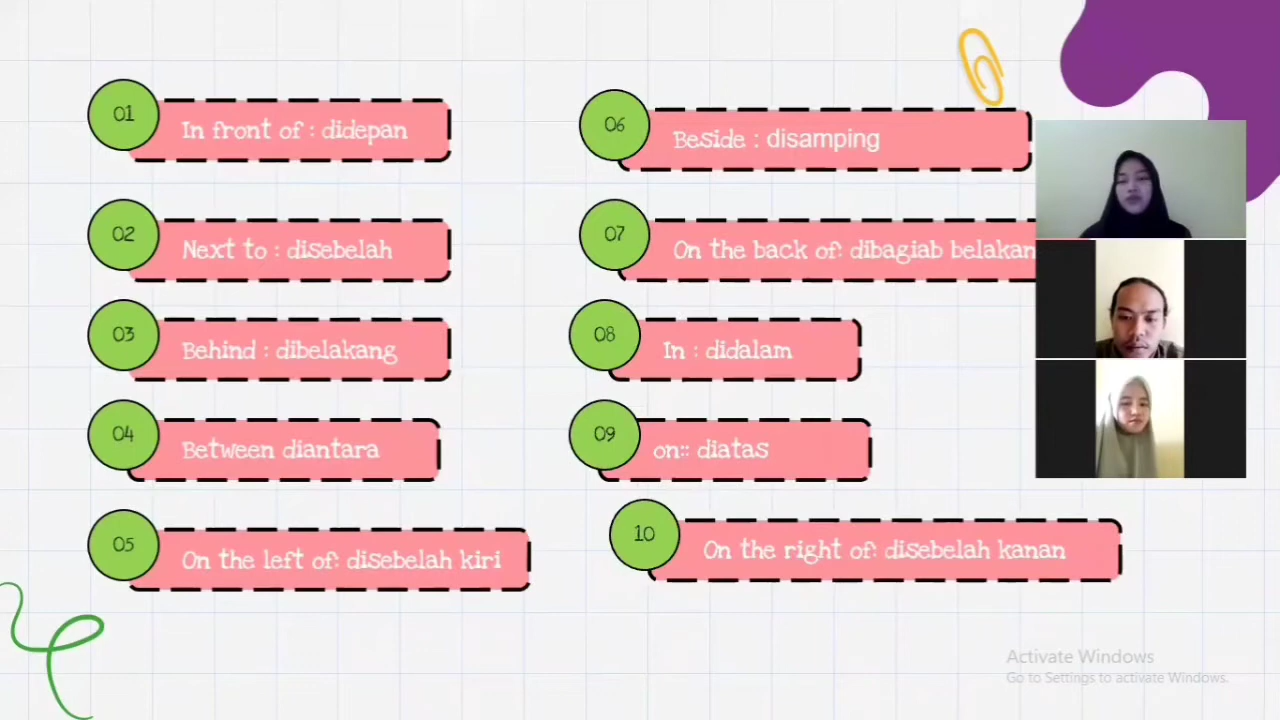 01
In front of : didepan
02
Next to : disebelah
03
Behind : dibelakang
04
Between diantara
05
On the left of: disebelah kiri
06
Beside : disamping
07
On the back of: dibagiab belakan
08
In : didalam
09
on:: diatas
10
On the right of: disebelah kanan
Activate Windows
Go to Settings to activate Windows.